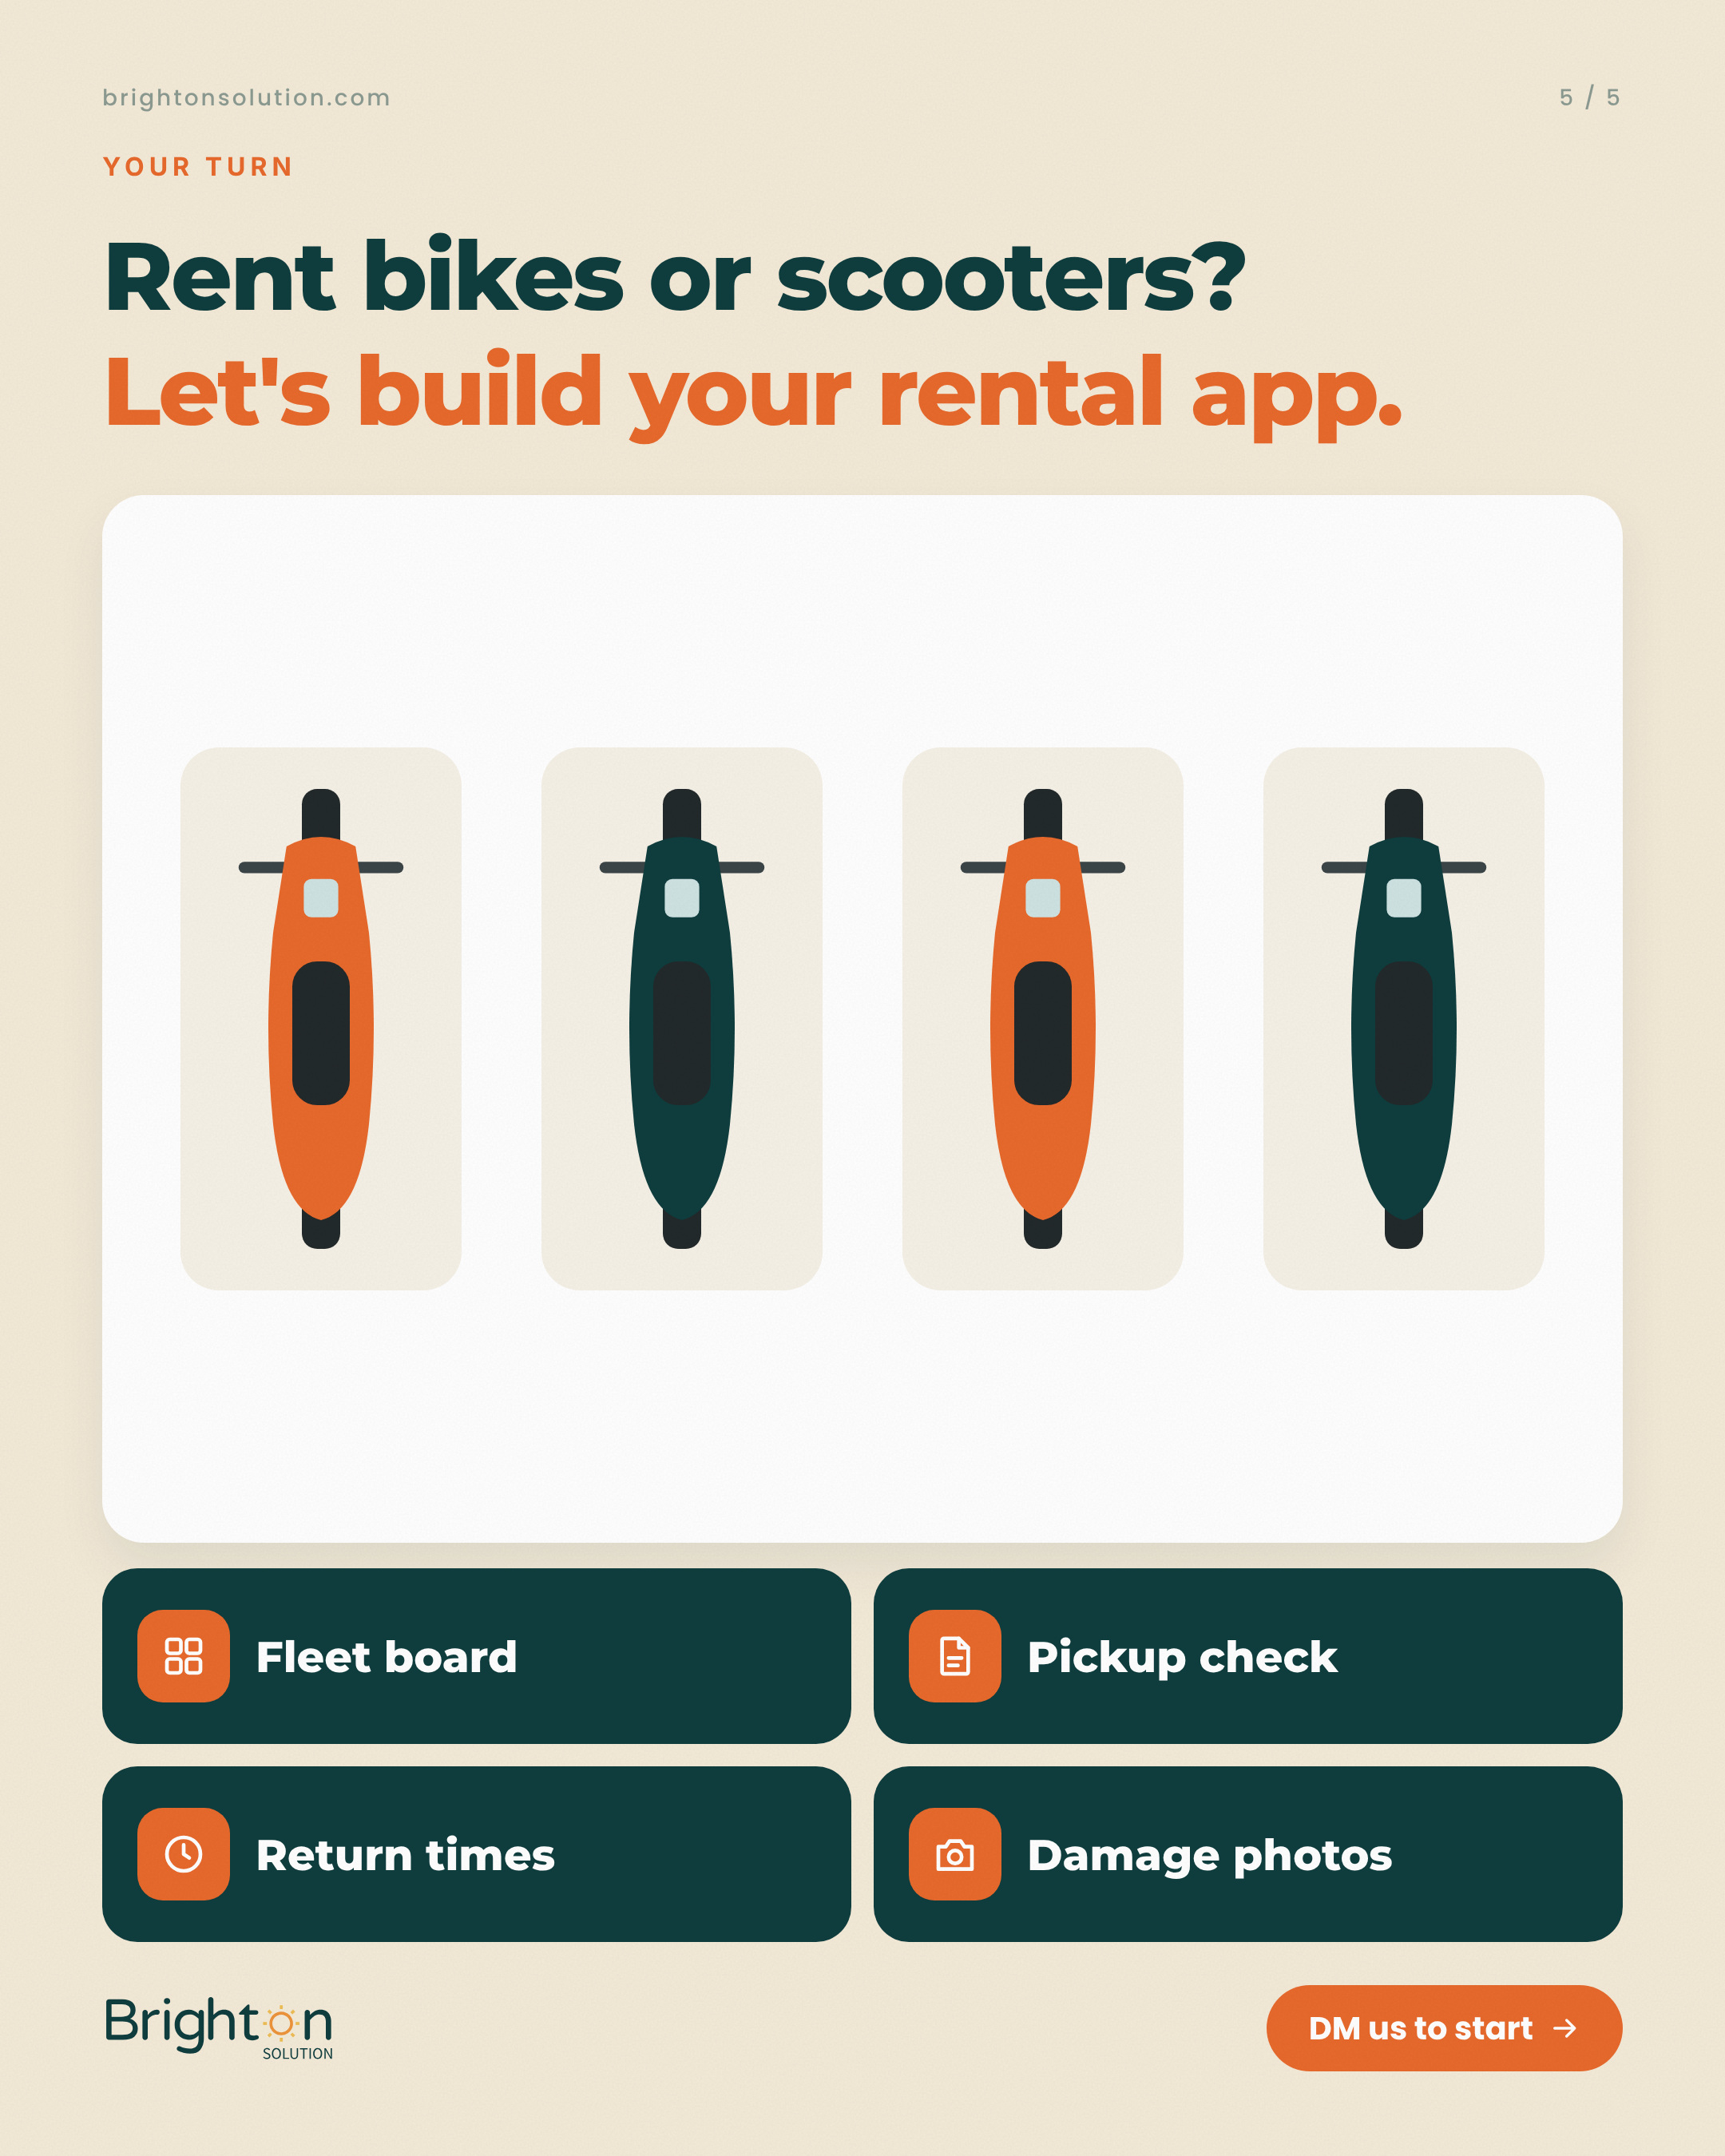 brightonsolution.com
5 / 5
YOUR TURN
Rent bikes or scooters?
Let's build your rental app.
Fleet board
Pickup check
Return times
Damage photos
Brighton
SOLUTION
DM us to start →